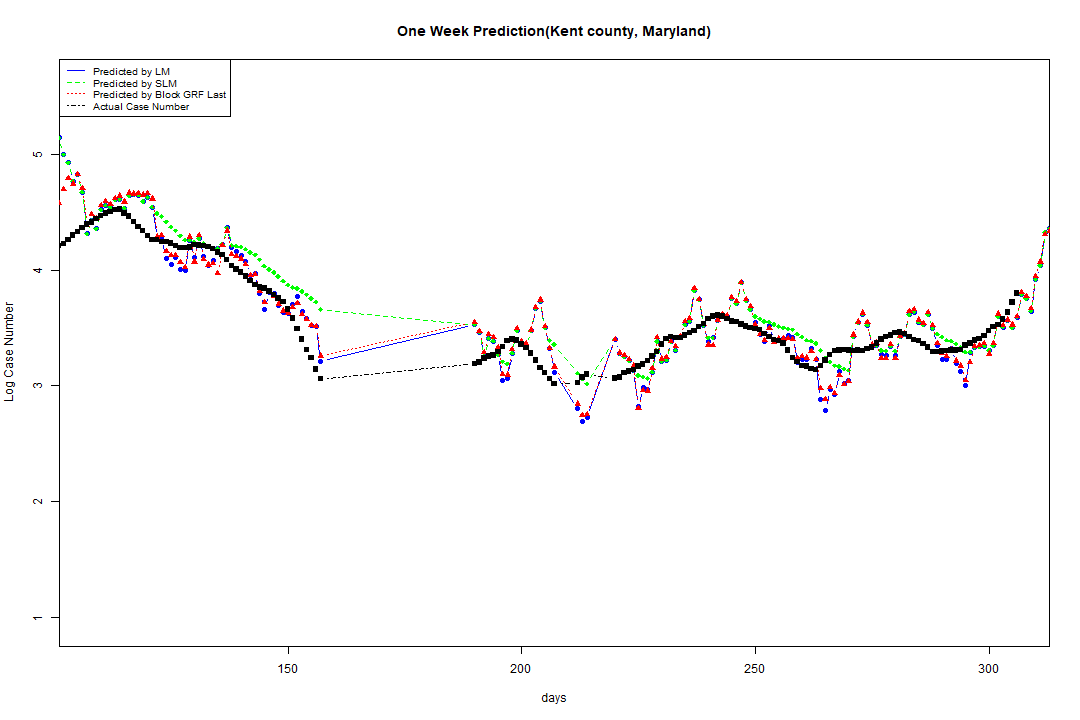 One Week Prediction(Kent county, Maryland)
Predicted by LM
Predicted by SLM
Predicted by Block GRF Last
Actual Case Number
5
4
3
2
1
Log Case Number
150
200
250
300
days